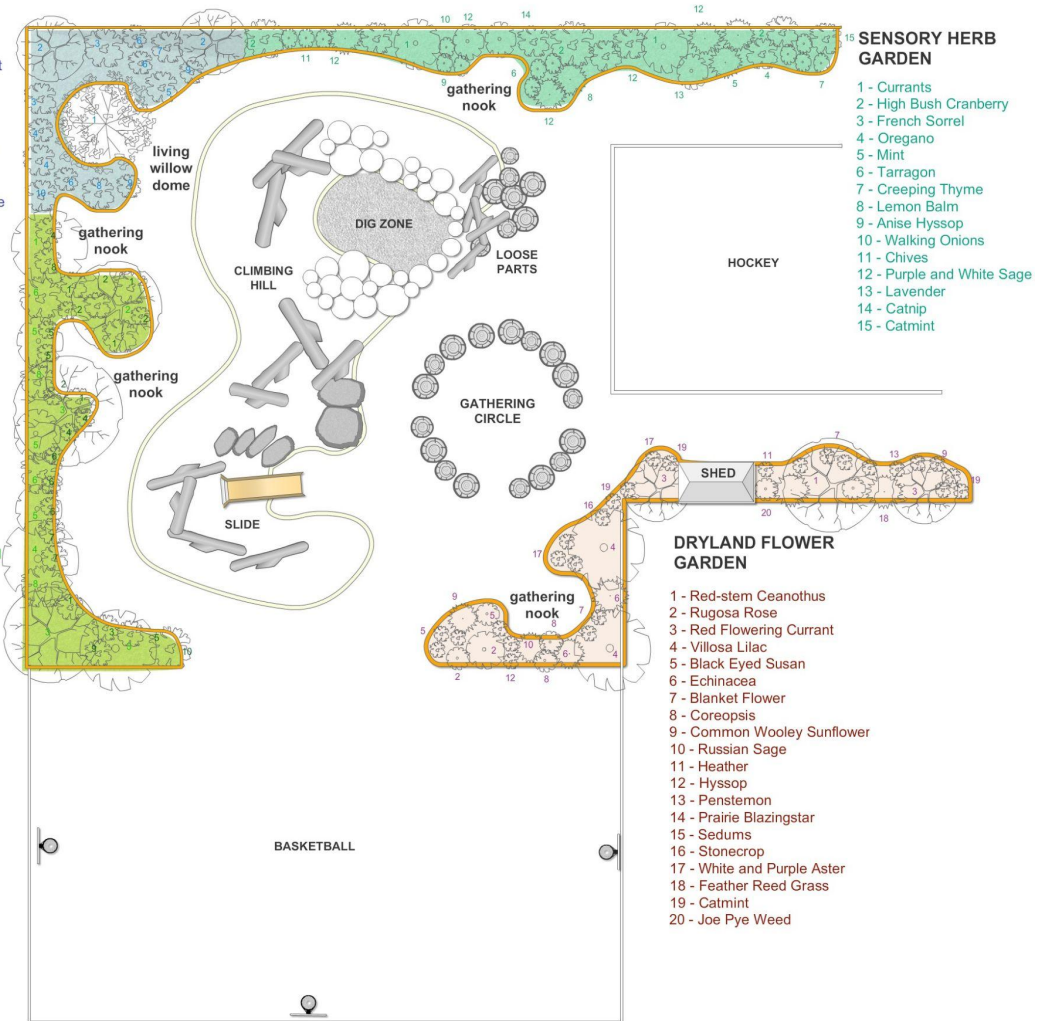 SENSORY HERB
GARDEN
1 - Currants
2 - High Bush Cranberry
3 - French Sorrel
4 - Oregano
5 - Mint
6 - Tarragon
7 - Creeping Thyme
8 - Lemon Balm
9 - Anise Hyssop
10 - Walking Onions
11 - Chives
12 - Purple and White Sage
13 - Lavender
14 - Catnip
15 - Catmint
gathering
nook
living
willow
dome
gathering
nook
DIG ZONE
LOOSE
PARTS
CLIMBING
HILL
HOCKEY
gathering
nook
GATHERING
CIRCLE
SLIDE
SHED
gathering
nook
DRYLAND FLOWER
GARDEN
1 - Red-stem Ceanothus
2 - Rugosa Rose
3 - Red Flowering Currant
4 - Villosa Lilac
5 - Black Eyed Susan
6 - Echinacea
7 - Blanket Flower
8 - Coreopsis
9 - Common Wooley Sunflower
10 - Russian Sage
11 - Heather
12 - Hyssop
13 - Penstemon
14 - Prairie Blazingstar
15 - Sedums
16 - Stonecrop
17 - White and Purple Aster
18 - Feather Reed Grass
19 - Catmint
20 - Joe Pye Weed
BASKETBALL